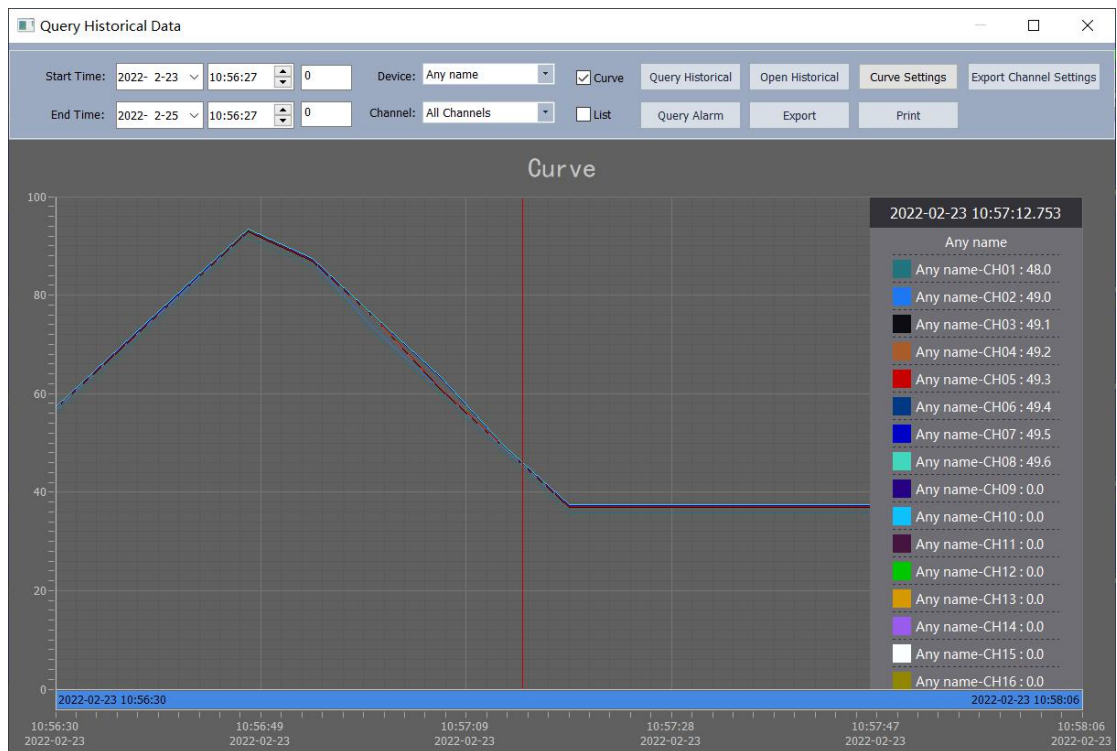 Query Historical Data
Start Time: 2022- 2-23 10:56:27 0 Device: Any name Curve Query Historical Open Historical Curve Settings Export Channel Settings
End Time: 2022- 2-25 10:56:27 0 Channel: All Channels List Query Alarm Export Print
Curve
2022-02-23 10:57:12.753
Any name
Any name-CH01 : 48.0
Any name-CH02 : 49.0
Any name-CH03 : 49.1
Any name-CH04 : 49.2
Any name-CH05 : 49.3
Any name-CH06 : 49.4
Any name-CH07 : 49.5
Any name-CH08 : 49.6
Any name-CH09 : 0.0
Any name-CH10 : 0.0
Any name-CH11 : 0.0
Any name-CH12 : 0.0
Any name-CH13 : 0.0
Any name-CH14 : 0.0
Any name-CH15 : 0.0
Any name-CH16 : 0.0
100
80
60
40
20
0
2022-02-23 10:56:30 2022-02-23 10:58:06
10:56:30 10:56:49 10:57:09 10:57:28 10:57:47 10:58:06
2022-02-23 2022-02-23 2022-02-23 2022-02-23 2022-02-23 2022-02-23